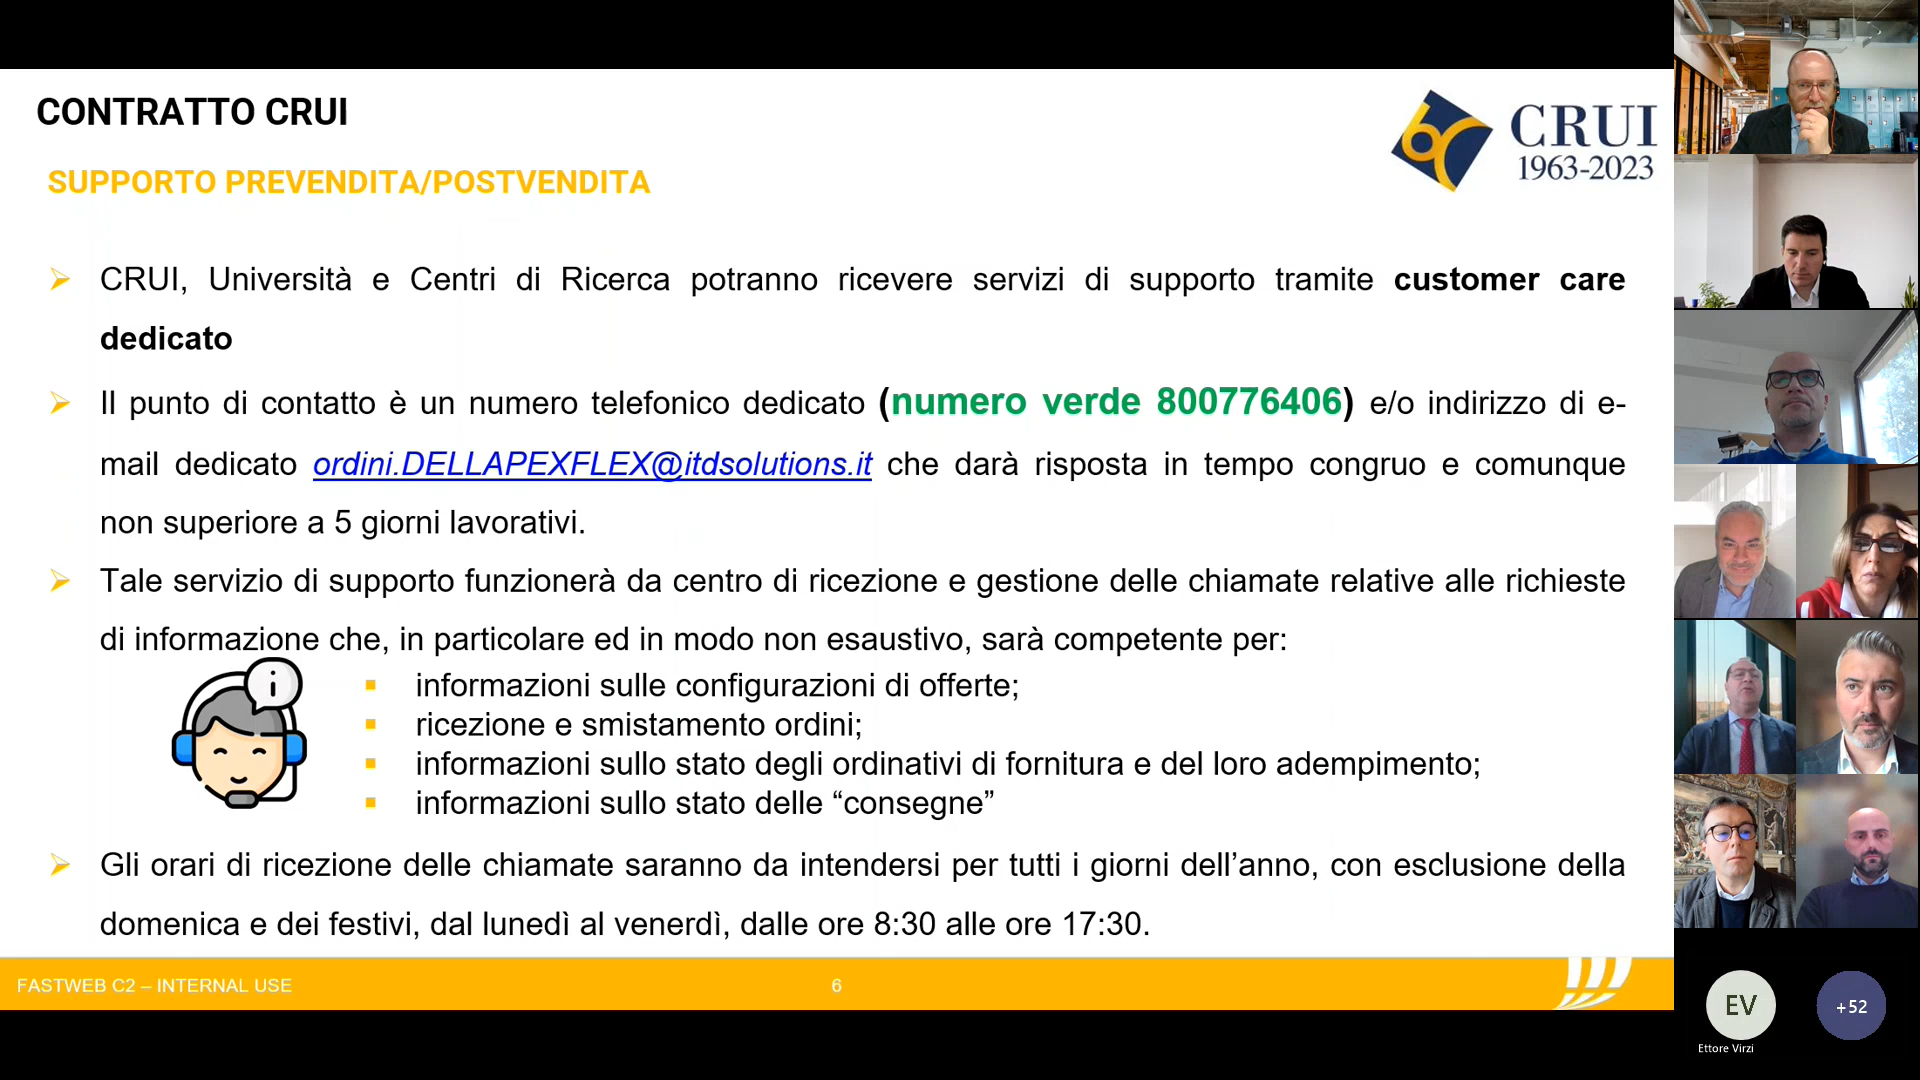 CONTRATTO CRUI
CRUI
1963-2023
SUPPORTO PREVENDITA/POSTVENDITA
CRUI, Università e Centri di Ricerca potranno ricevere servizi di supporto tramite customer care
dedicato
Il punto di contatto è un numero telefonico dedicato (numero verde 800776406) e/o indirizzo di e-
mail dedicato ordini.DELLAPEXFLEX@itdsolutions.it che darà risposta in tempo congruo e comunque
non superiore a 5 giorni lavorativi.
Tale servizio di supporto funzionerà da centro di ricezione e gestione delle chiamate relative alle richieste
di informazione che, in particolare ed in modo non esaustivo, sarà competente per:
i
informazioni sulle configurazioni di offerte;
ricezione e smistamento ordini;
informazioni sullo stato degli ordinativi di fornitura e del loro adempimento;
informazioni sullo stato delle “consegne”
Gli orari di ricezione delle chiamate saranno da intendersi per tutti i giorni dell’anno, con esclusione della
domenica e dei festivi, dal lunedì al venerdì, dalle ore 8:30 alle ore 17:30.
FASTWEB C2 – INTERNAL USE
6
EV
+52
Ettore Virzi